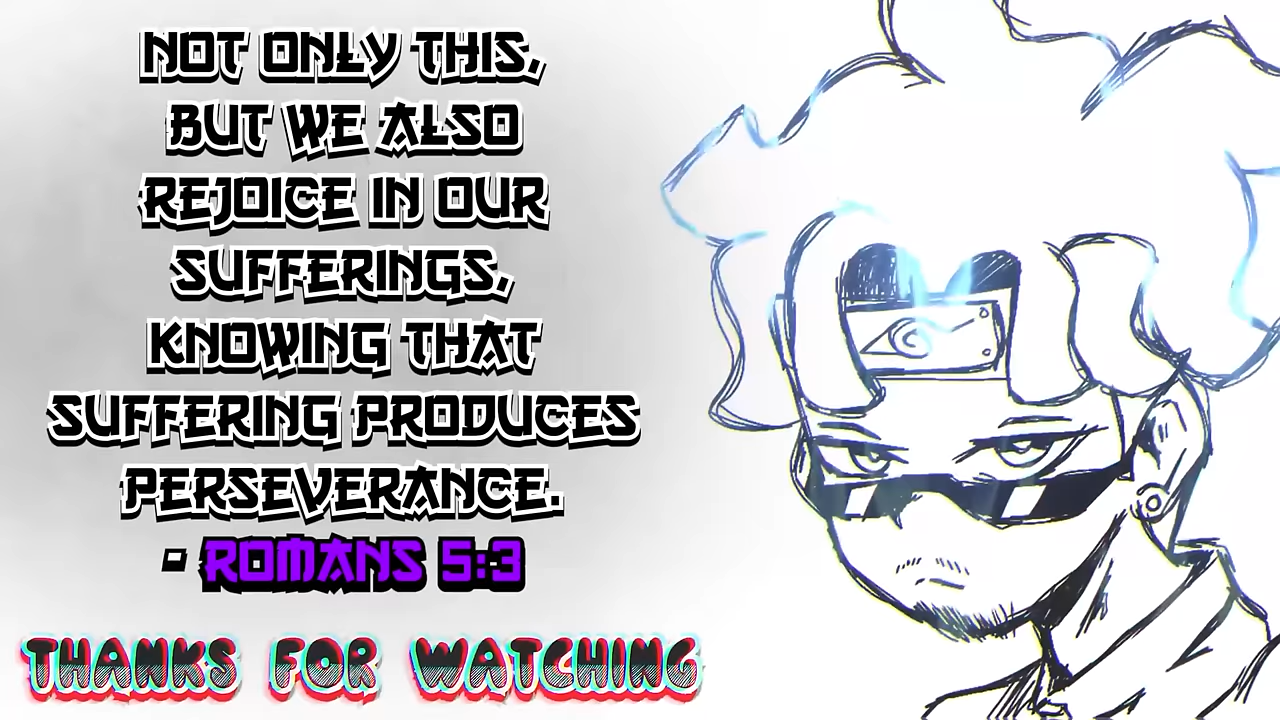 NOT ONLY THIS,
BUT WE ALSO
REJOICE IN OUR
SUFFERINGS,
KNOWING THAT
SUFFERING PRODUCES
PERSEVERANCE.
- ROMANS 5:3
THANKS FOR WATCHING